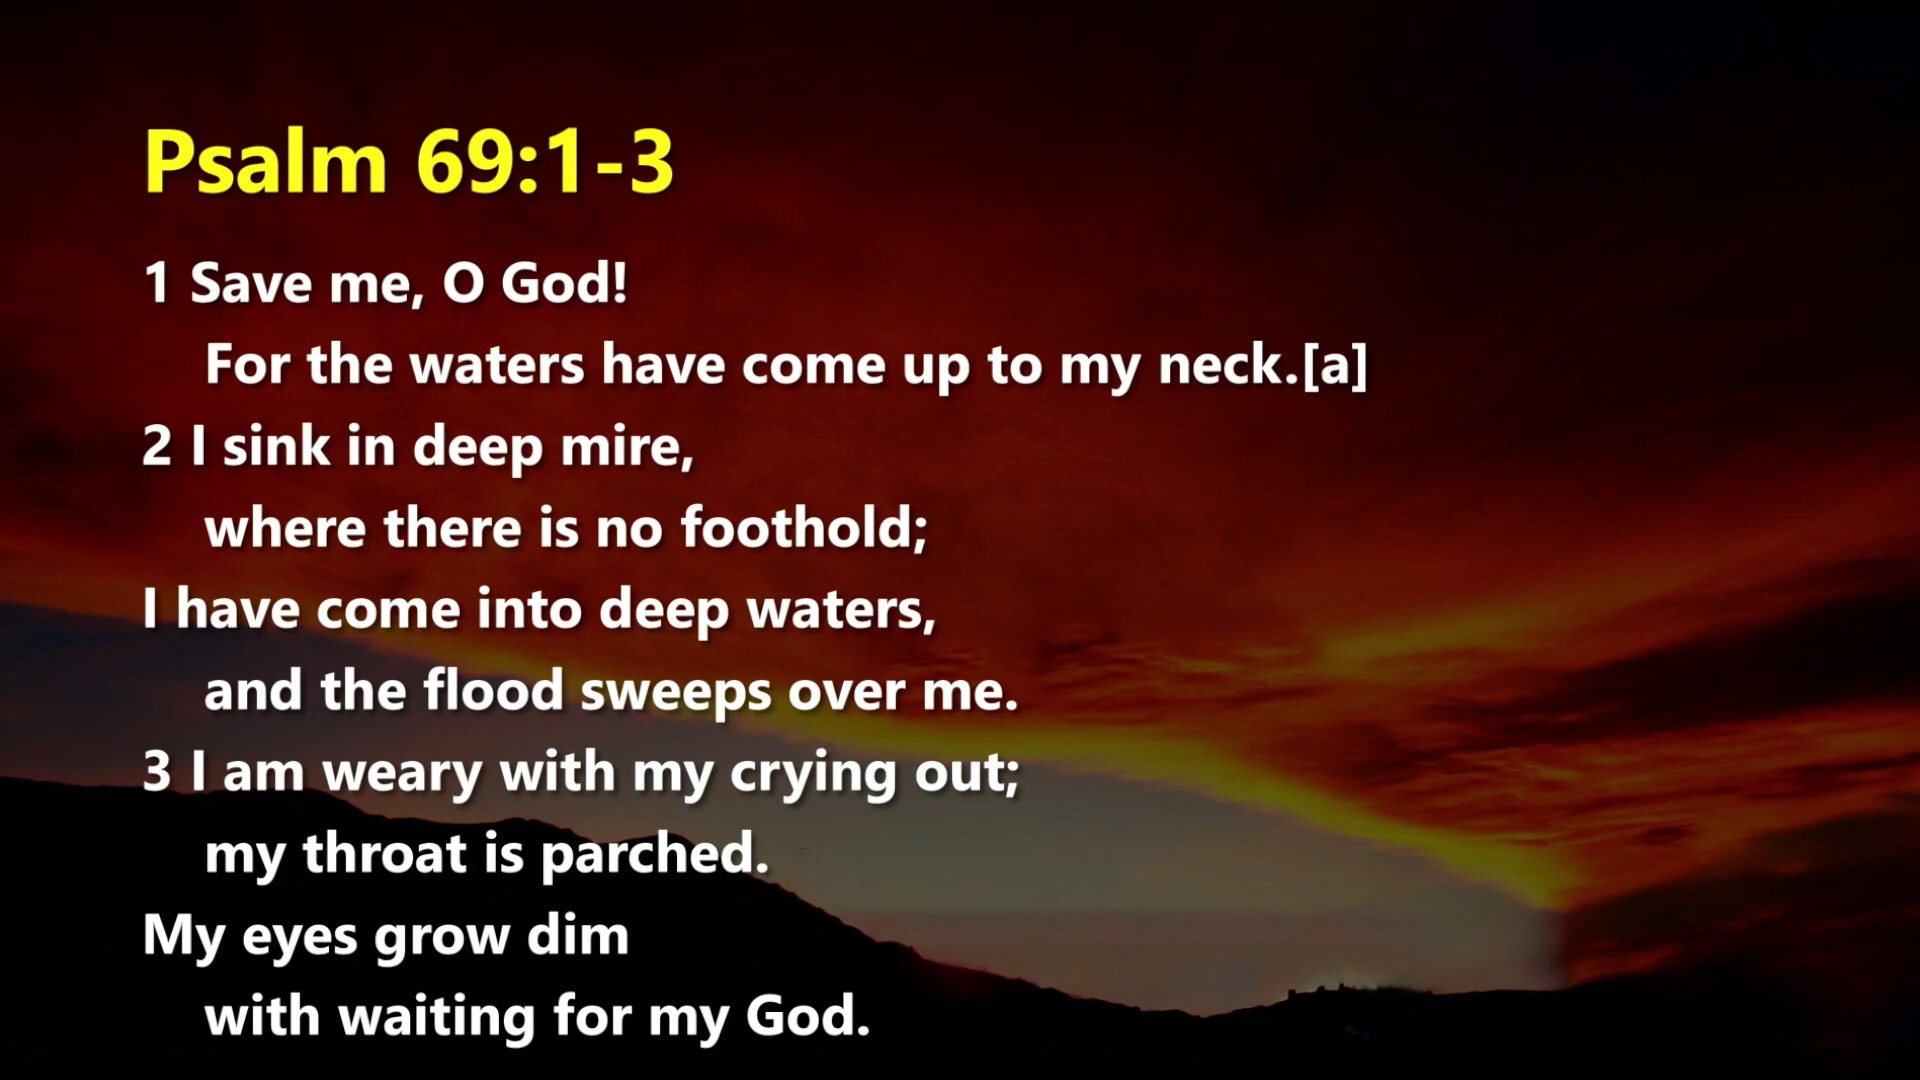 Psalm 69:1-3
1 Save me, O God!
For the waters have come up to my neck.[a]
2 I sink in deep mire,
where there is no foothold;
I have come into deep waters,
and the flood sweeps over me.
3 I am weary with my crying out;
my throat is parched.
My eyes grow dim
with waiting for my God.